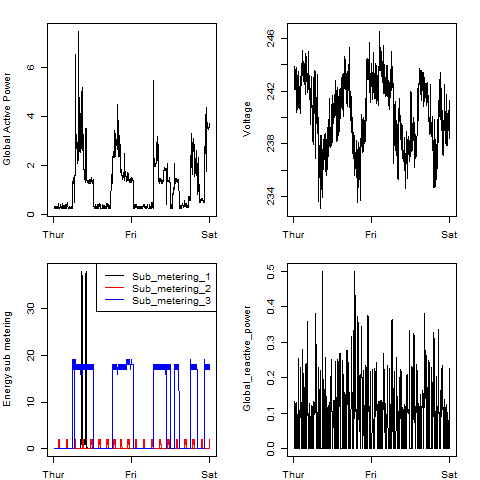 Global Active Power
0 2 4 6
Thur Fri Sat
Voltage
234 238 242 246
Thur Fri Sat
Energy sub metering
0 10 20 30
Sub_metering_1
Sub_metering_2
Sub_metering_3
Thur Fri Sat
Global_reactive_power
0.0 0.1 0.2 0.3 0.4 0.5
Thur Fri Sat